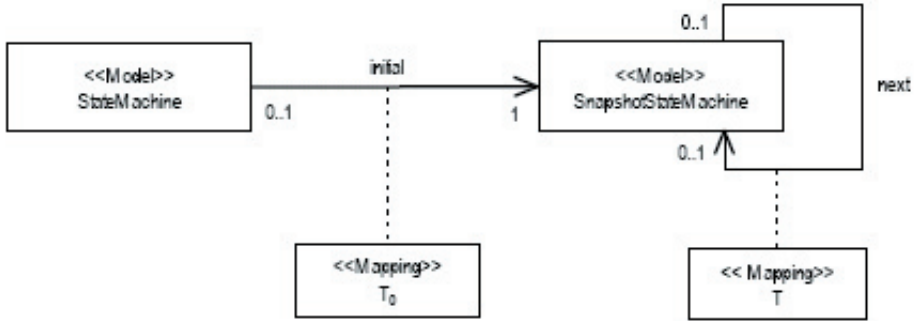 0..1
<<Model>>
StateMachine
initial
<<Model>>
SnapshotStateMachine
next
0..1
1
0..1
<<Mapping>>
T0
<< Mapping>>
T